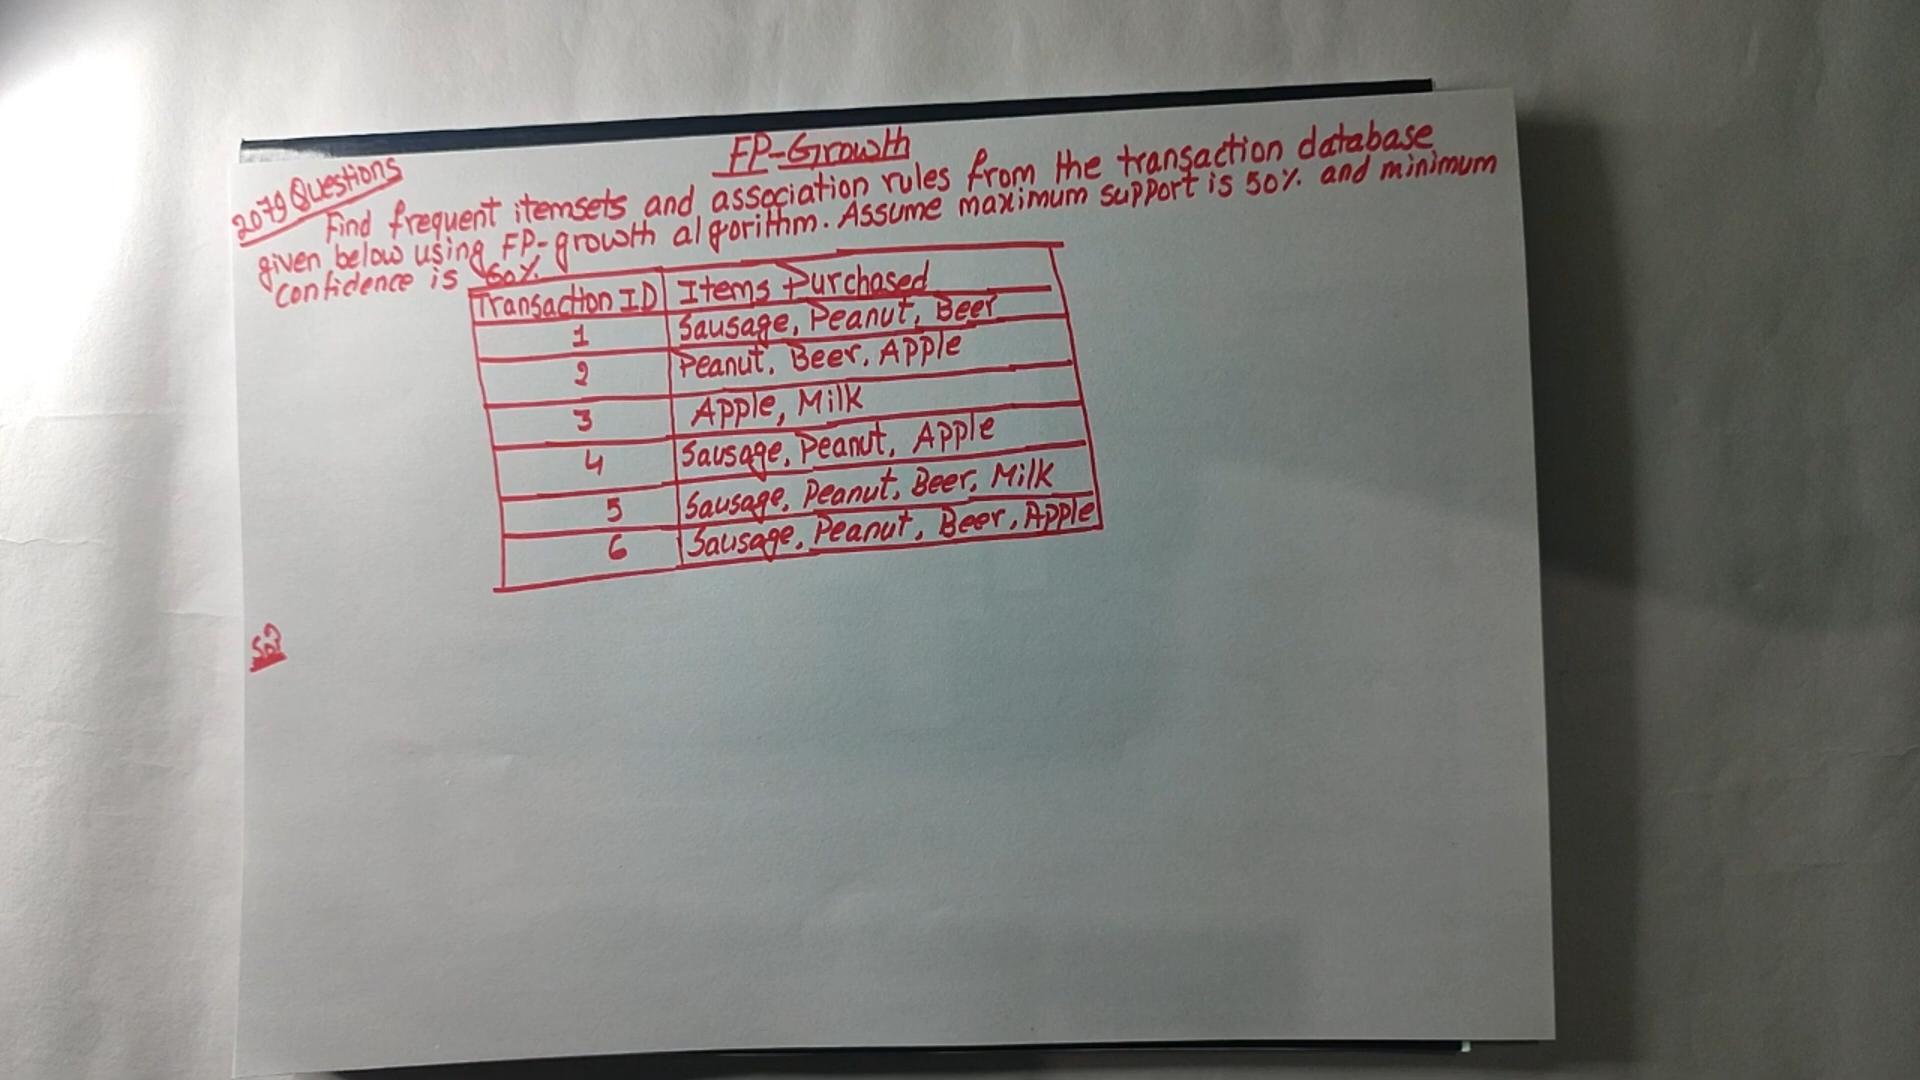 FP-Growth
2079 Questions
Find frequent itemsets and association rules from the transaction database
given below using FP-growth algorithm. Assume maximum support is 50% and minimum
confidence is 60%
Transaction ID Items Purchased
1 Sausage, Peanut, Beer
2 Peanut, Beer, Apple
3 Apple, Milk
4 Sausage, Peanut, Apple
5 Sausage, Peanut, Beer, Milk
6 Sausage, Peanut, Beer, Apple